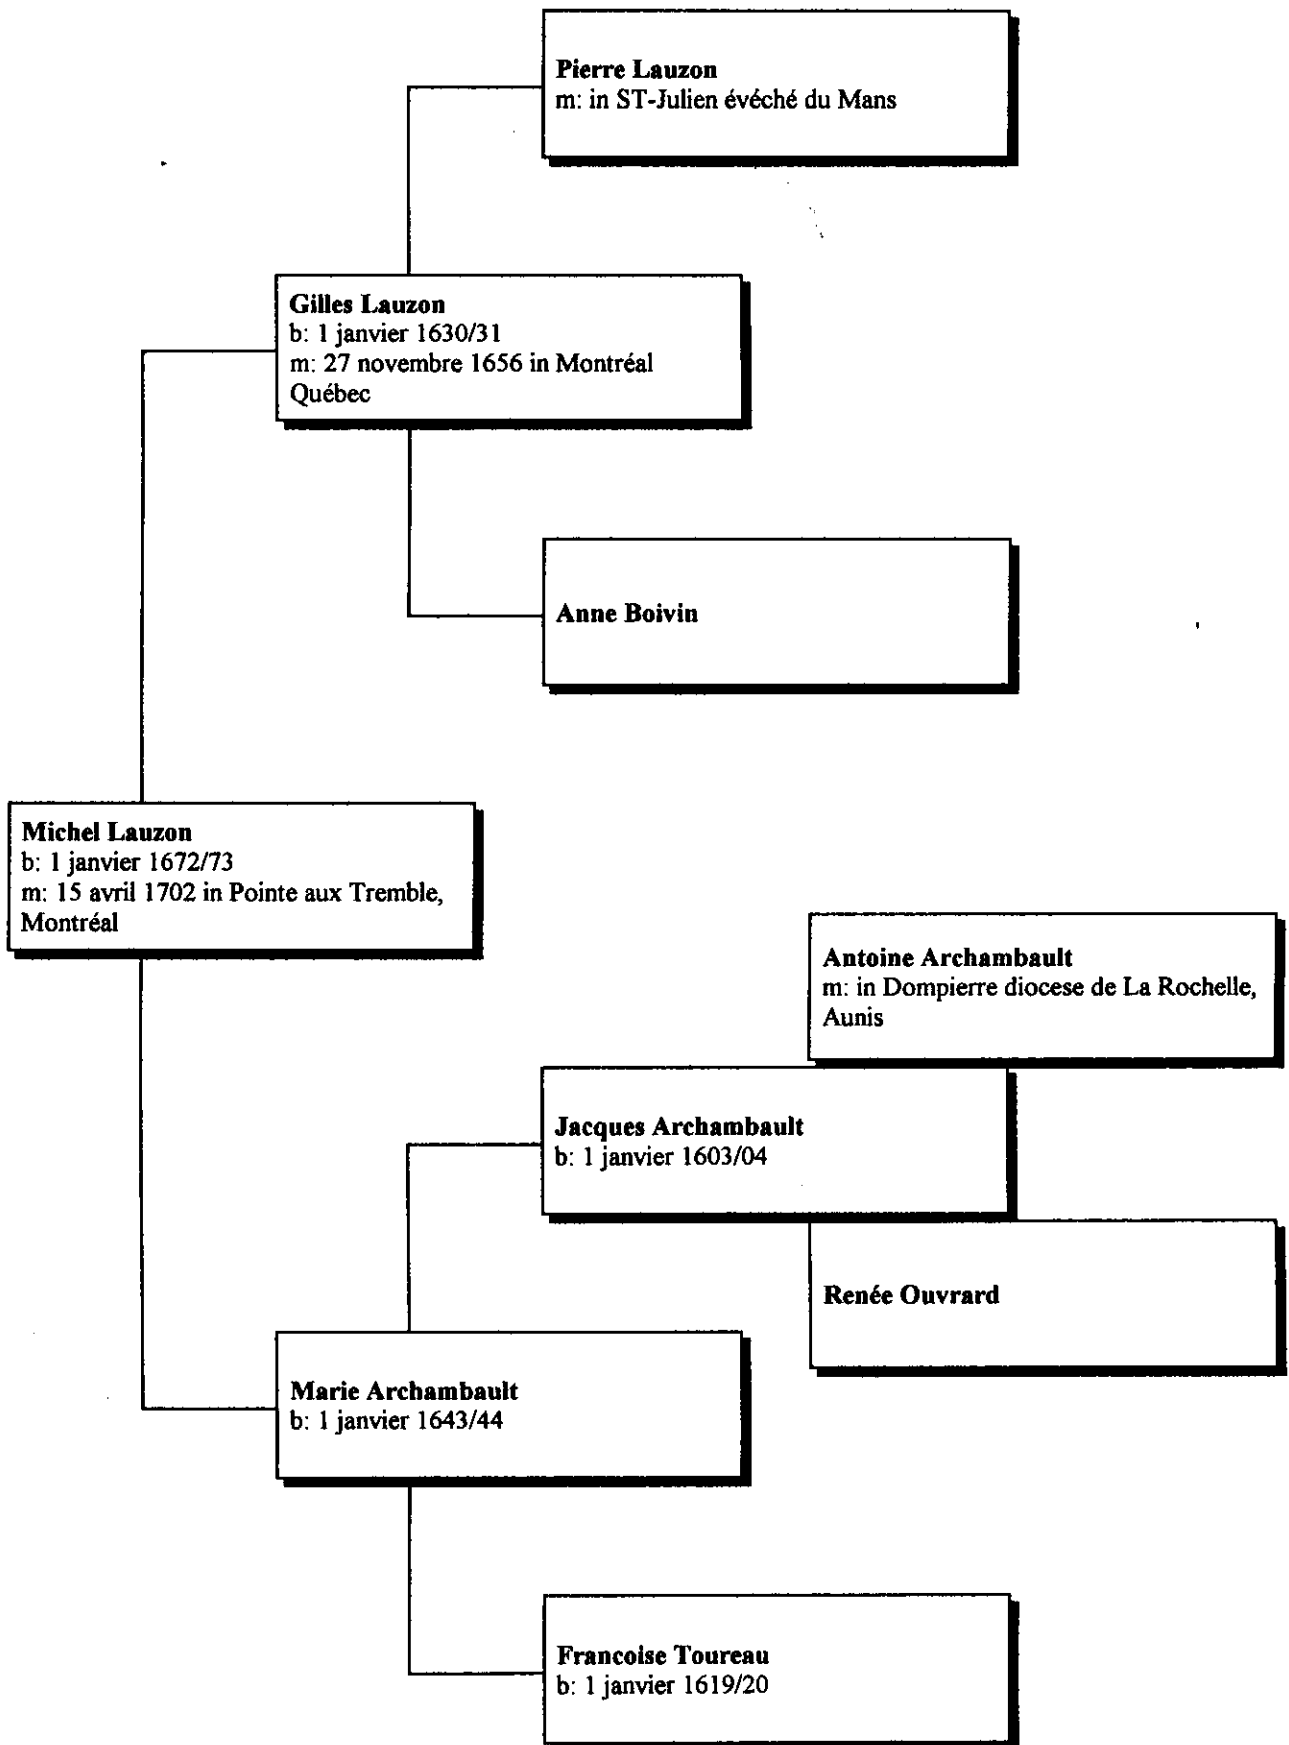 Pierre Lauzon
m: in ST-Julien évéché du Mans
Gilles Lauzon
b: 1 janvier 1630/31
m: 27 novembre 1656 in Montréal
Québec
Anne Boivin
Michel Lauzon
b: 1 janvier 1672/73
m: 15 avril 1702 in Pointe aux Tremble,
Montréal
Antoine Archambault
m: in Dompierre diocese de La Rochelle,
Aunis
Jacques Archambault
b: 1 janvier 1603/04
Renée Ouvrard
Marie Archambault
b: 1 janvier 1643/44
Francoise Toureau
b: 1 janvier 1619/20